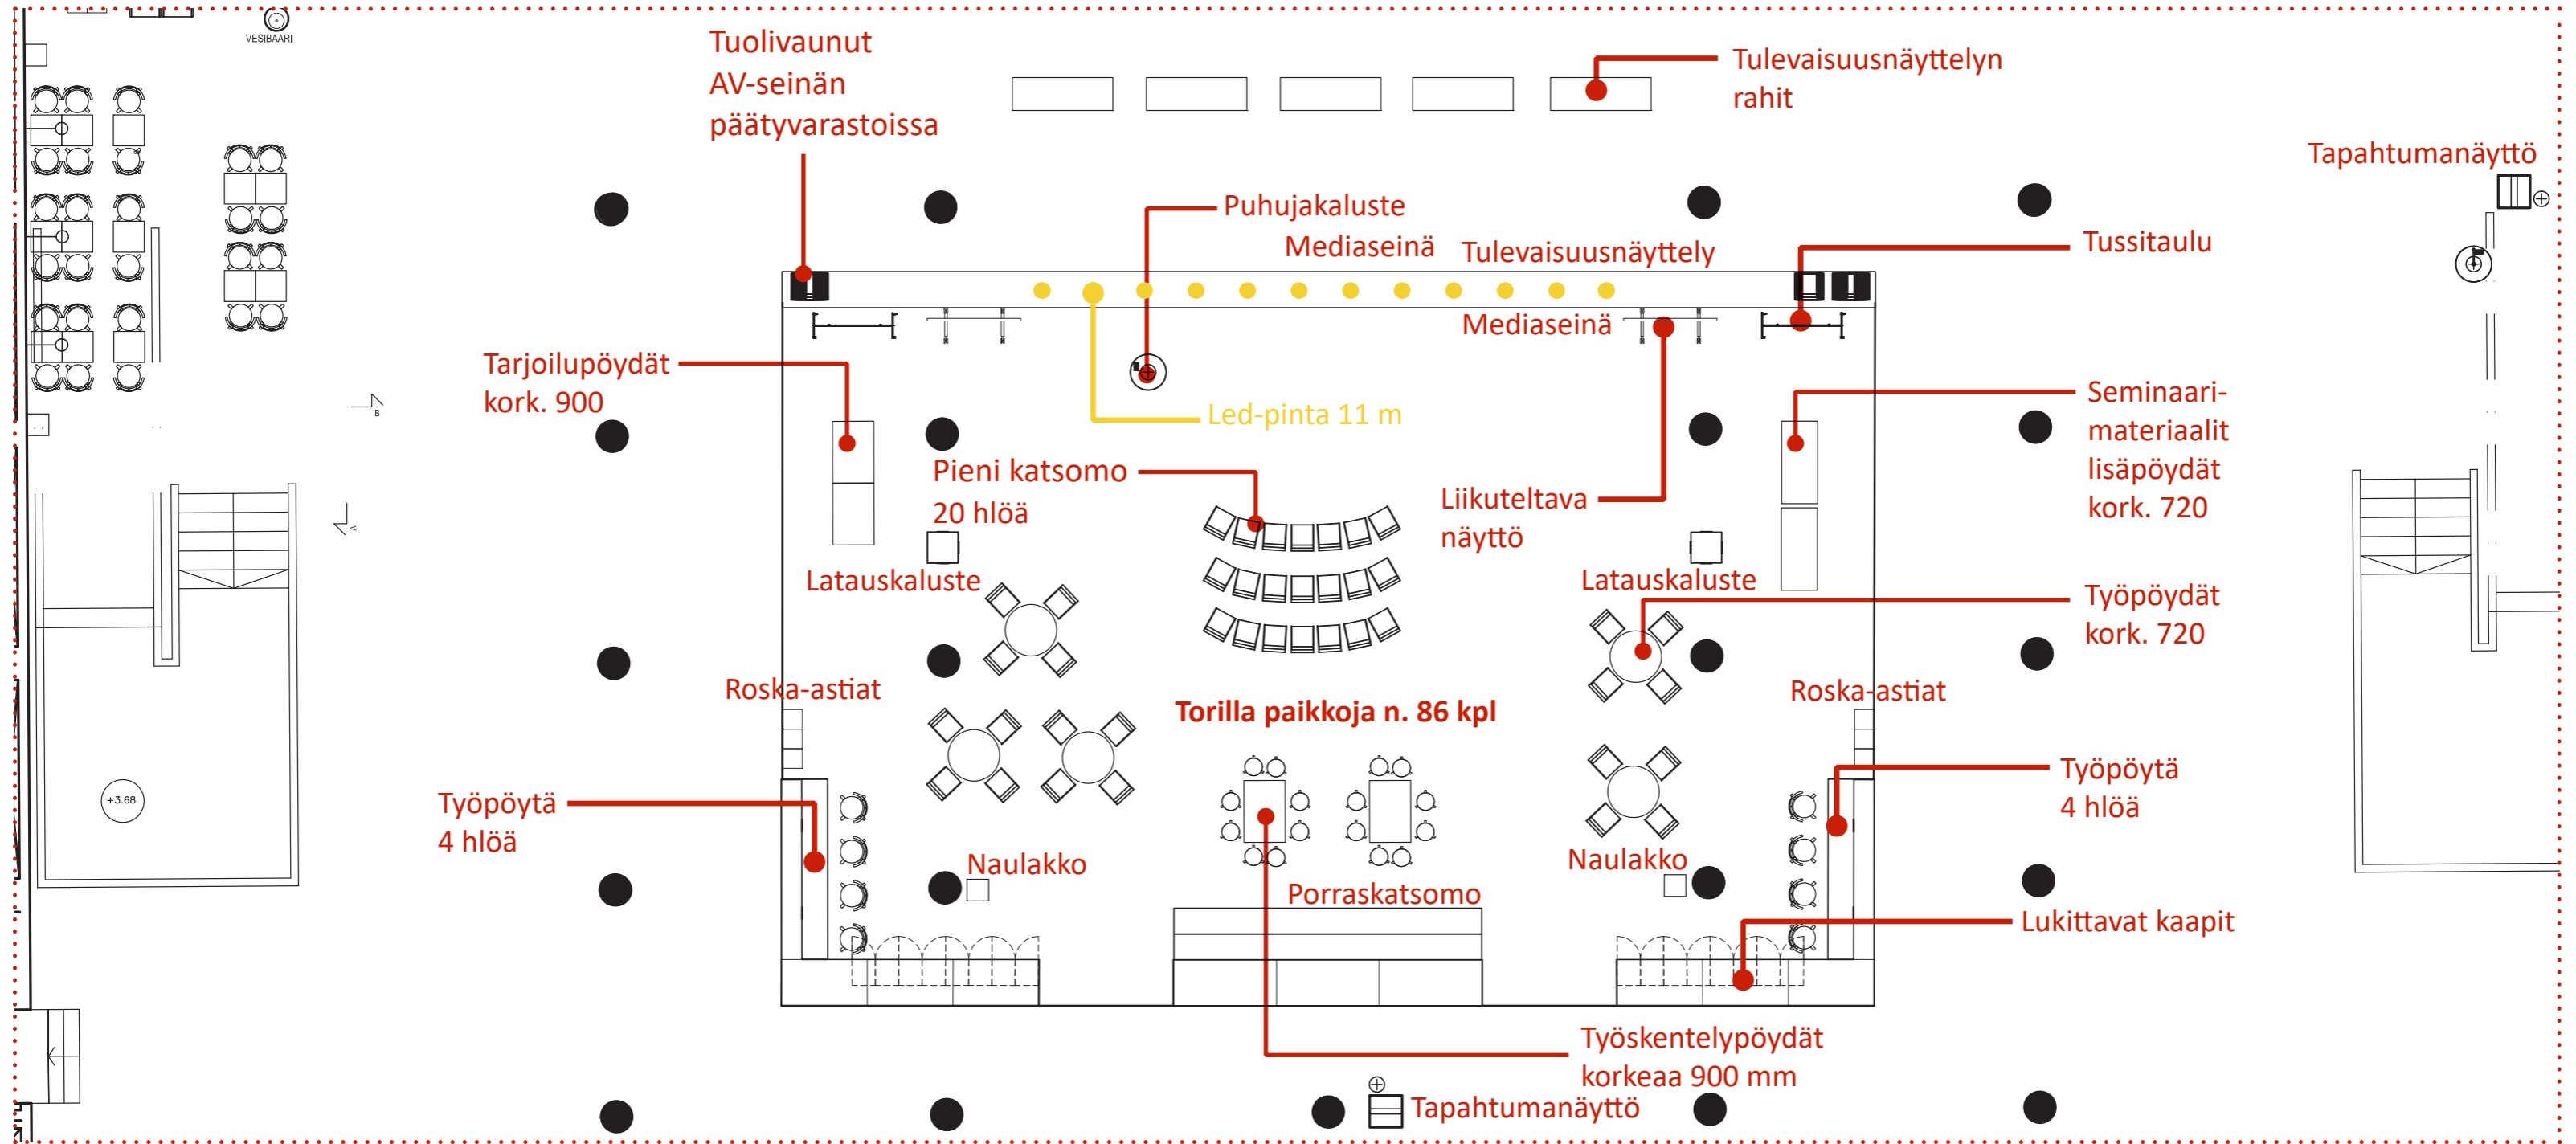 VESIBAARI
Tuolivaunut
AV-seinän
päätyvarastoissa
Tulevaisuusnäyttelyn
rahit
Tapahtumanäyttö
Puhujakaluste
Mediaseinä
Tulevaisuusnäyttely
Tussitaulu
Mediaseinä
Tarjoilupöydät
kork. 900
Led-pinta 11 m
Seminaari-
materiaalit
lisäpöydät
kork. 720
B
Pieni katsomo
20 hlöä
Liikuteltava
näyttö
A
Latauskaluste
Latauskaluste
Työpöydät
kork. 720
Roska-astiat
Torilla paikkoja n. 86 kpl
Roska-astiat
+3.68
Työpöytä
4 hlöä
Työpöytä
4 hlöä
Naulakko
Naulakko
Porraskatsomo
Lukittavat kaapit
Työskentelypöydät
korkeaa 900 mm
Tapahtumanäyttö